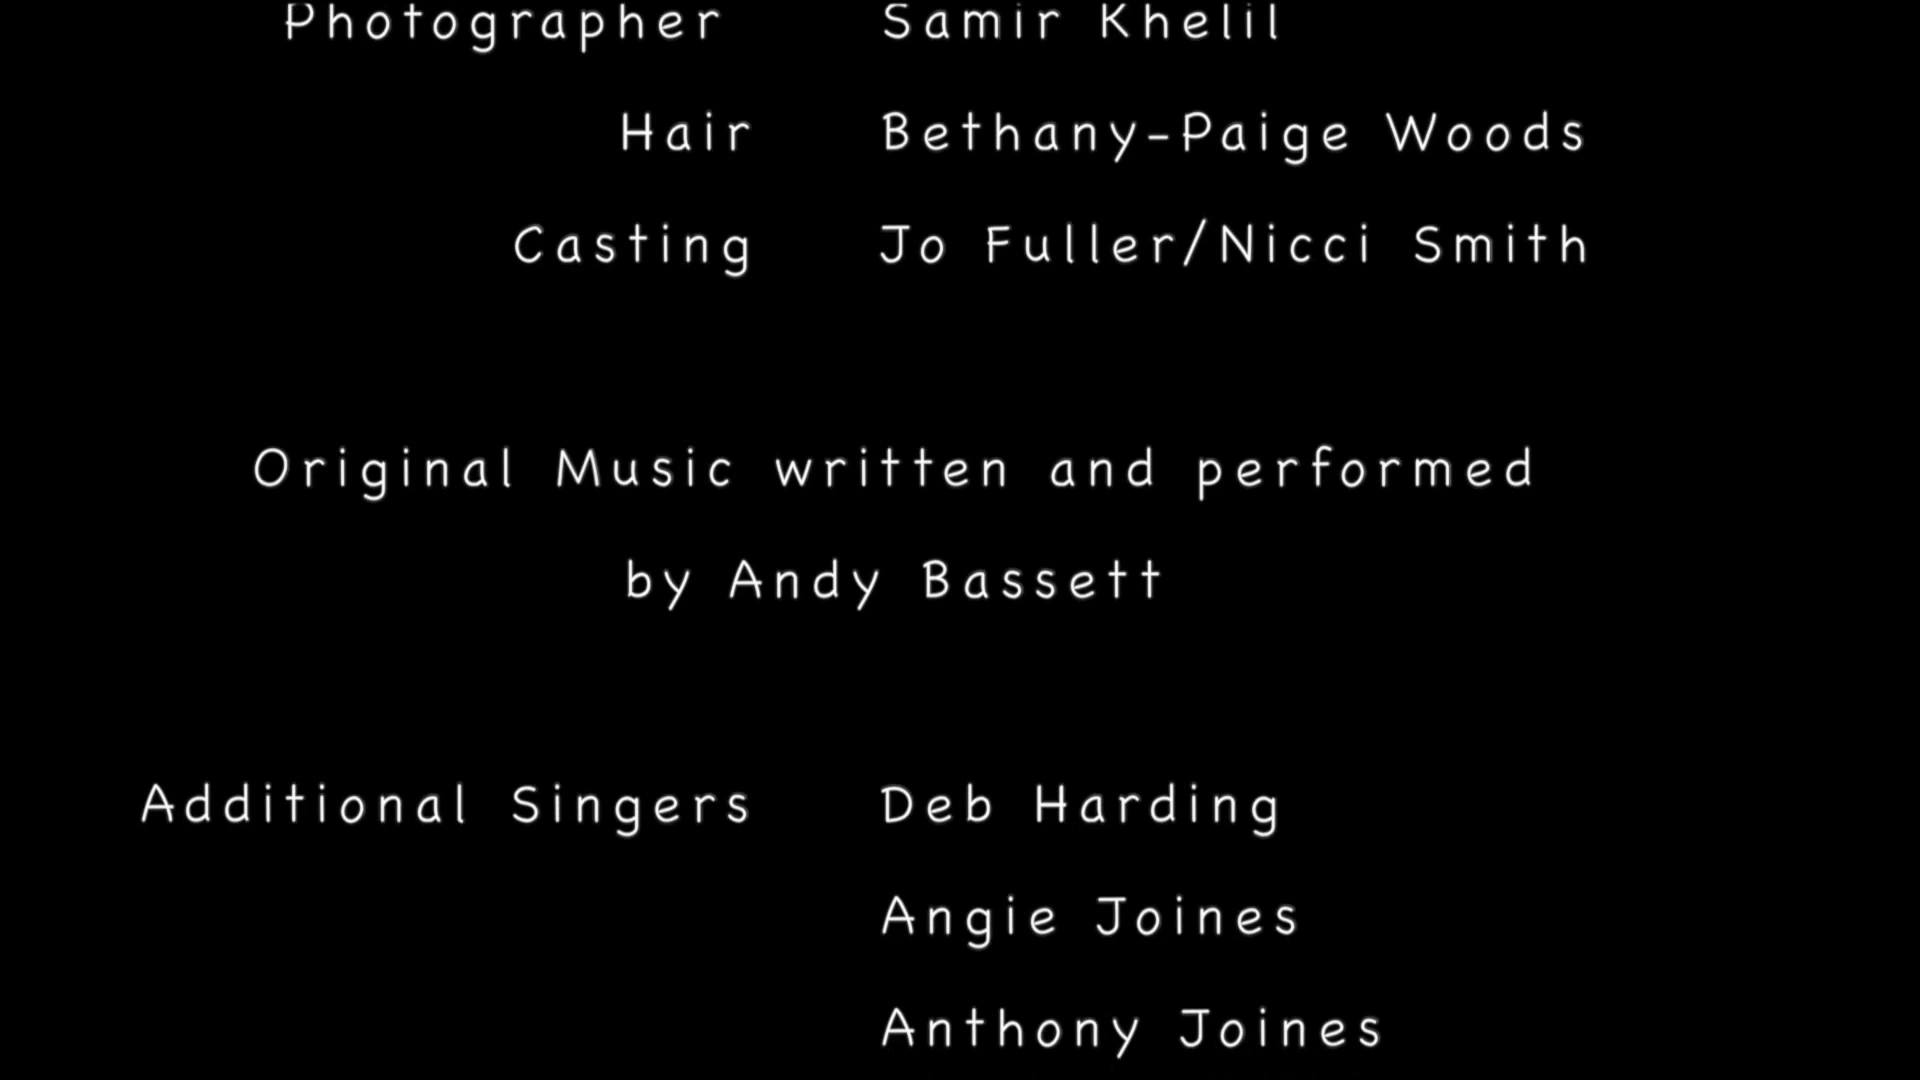 Photographer Samir Khelil
Hair Bethany-Paige Woods
Casting Jo Fuller/Nicci Smith
Original Music written and performed
by Andy Bassett
Additional Singers Deb Harding
Angie Joines
Anthony Joines